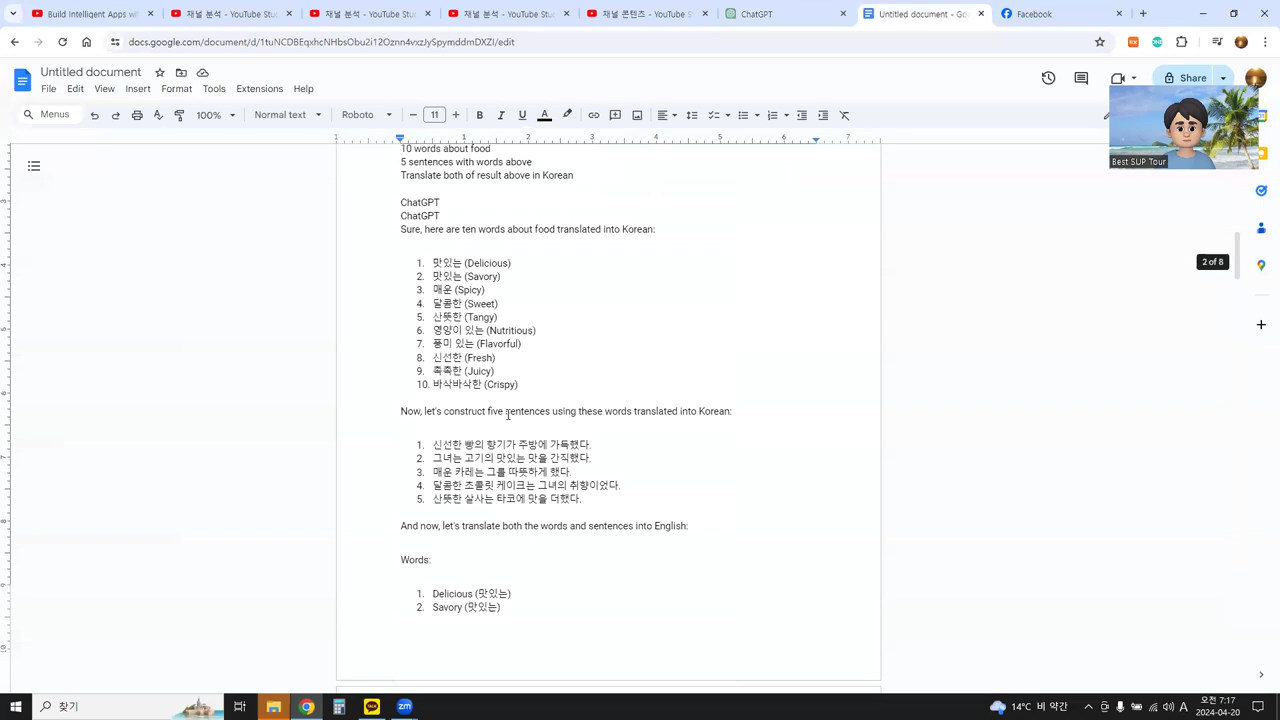 Build Intelligent Apps wi
채널 분석 - YouTube Stu
채널 분석 - YouTube Stud
채널 분석 - YouTube Stu
채널 콘텐츠 - YouTube St
ChatGPT
Untitled document - Goo
Facebook
docs.google.com/document/d/1tuNCDBEqxhcNHbsObu2i12Oznn4vxzJySpymddmDXZI/edit
Untitled document
File Edit View Insert Format Tools Extensions Help
Share
Menus
100%
Normal text
Roboto
11
Best SUP Tour
10 words about food
5 sentences with words above
Translate both of result above in Korean
ChatGPT
ChatGPT
Sure, here are ten words about food translated into Korean:
1. 맛있는 (Delicious)
2. 맛있는 (Savory)
3. 매운 (Spicy)
4. 달콤한 (Sweet)
5. 산뜻한 (Tangy)
6. 영양이 있는 (Nutritious)
7. 풍미 있는 (Flavorful)
8. 신선한 (Fresh)
9. 즙즙한 (Juicy)
10. 바삭바삭한 (Crispy)
Now, let's construct five sentences using these words translated into Korean:
1. 신선한 빵의 향기가 주방에 가득했다.
2. 그녀는 고기의 맛있는 맛을 간직했다.
3. 매운 카레는 그를 따뜻하게 했다.
4. 달콤한 초콜릿 케이크는 그녀의 취향이었다.
5. 산뜻한 살사는 타코에 맛을 더했다.
And now, let's translate both the words and sentences into English:
Words:
1. Delicious (맛있는)
2. Savory (맛있는)
2 of 8
찾기
14°C 비 약간
오전 7:17
2024-04-20